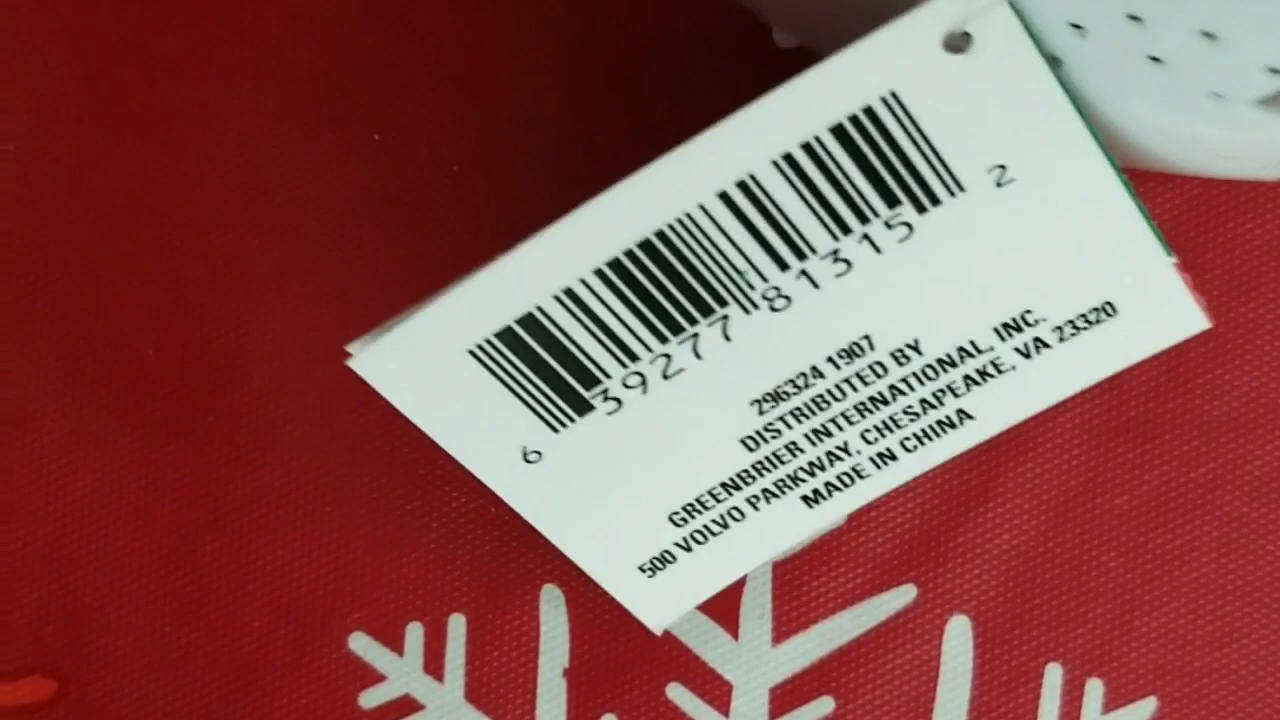 6 39277 81315 2
296324 1907
DISTRIBUTED BY
GREENBRIER INTERNATIONAL, INC.
500 VOLVO PARKWAY, CHESAPEAKE, VA 23320
MADE IN CHINA